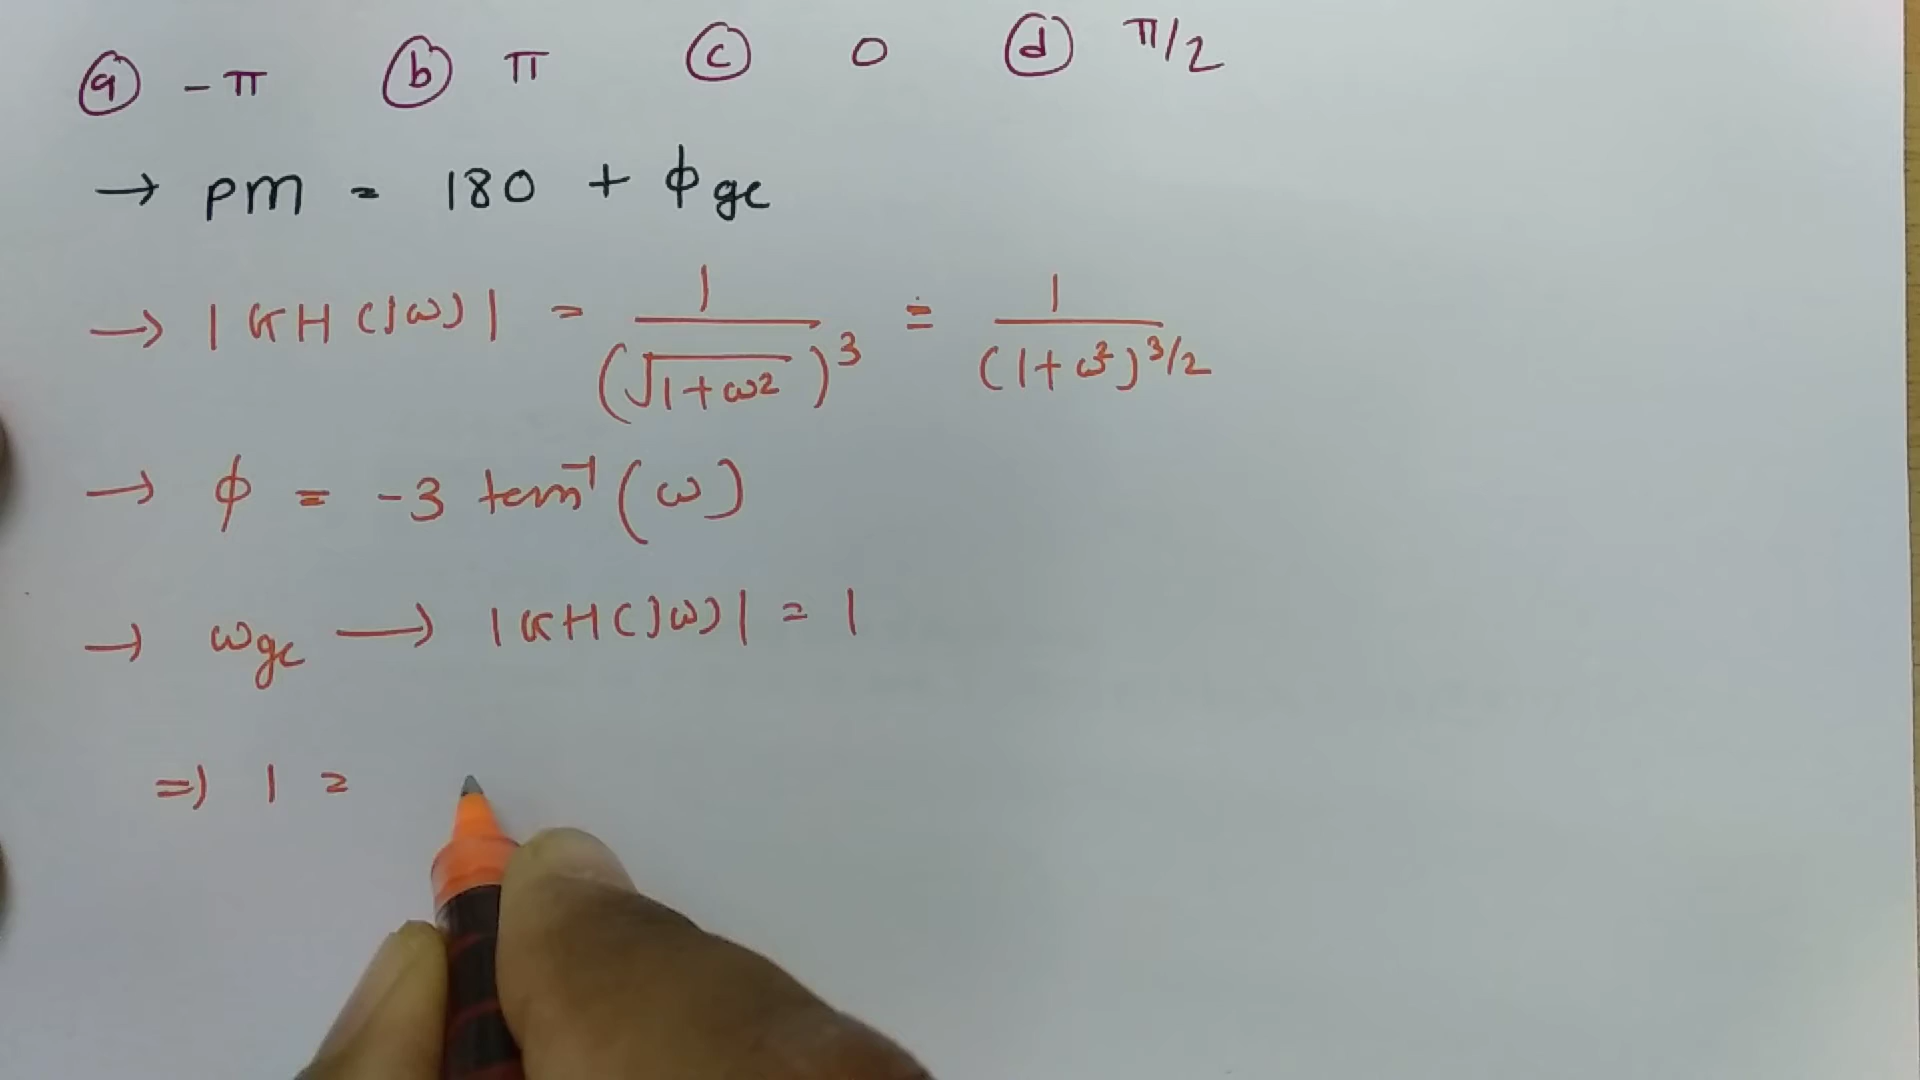 (a) -π (b) π (c) 0 (d) π/2
→ PM = 180 + ϕgc
→ |GH(jω)| = 1/(√1+ω2)^3 = 1/(1+ω^2)^3/2
→ ϕ = -3 tan^-1 (ω)
→ ωgc → |GH(jω)| = 1
⇒ 1 =